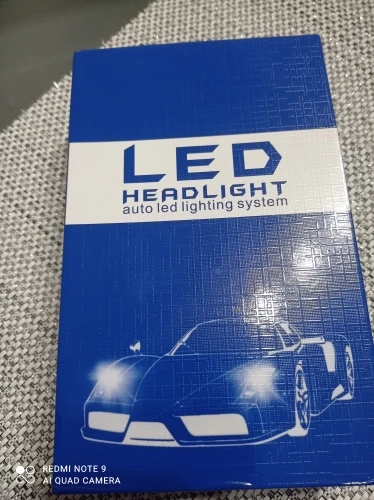 LED
HEADLIGHT
auto led lighting system
REDMI NOTE 9
AI QUAD CAMERA